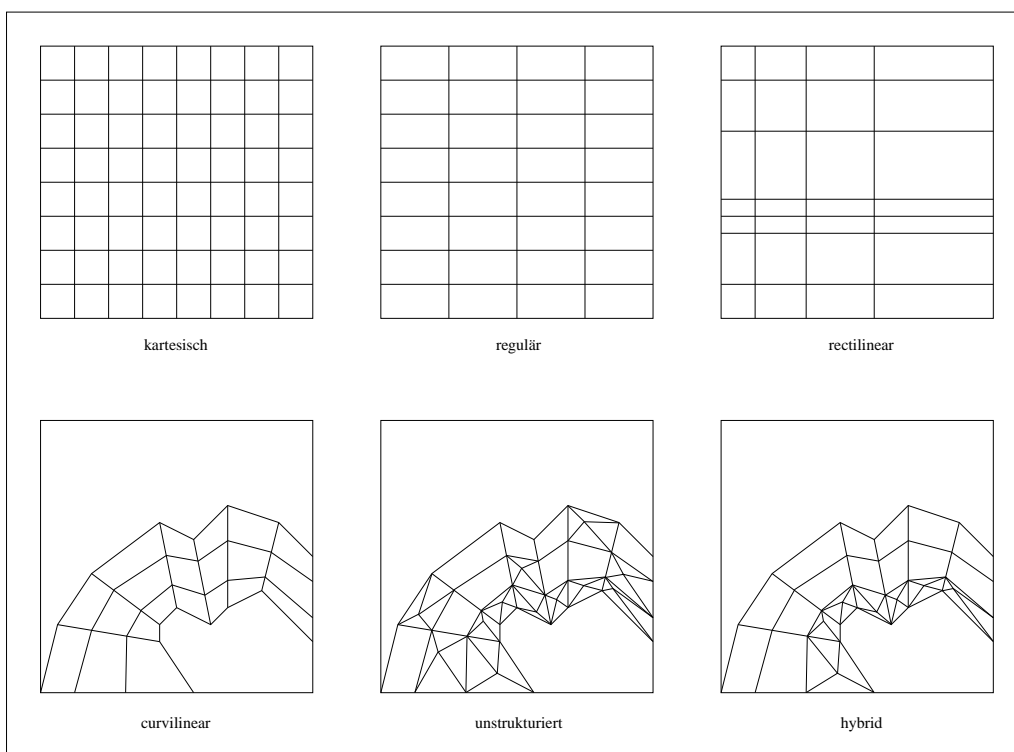 kartesisch
regulär
rectilinear
curvilinear
unstrukturiert
hybrid